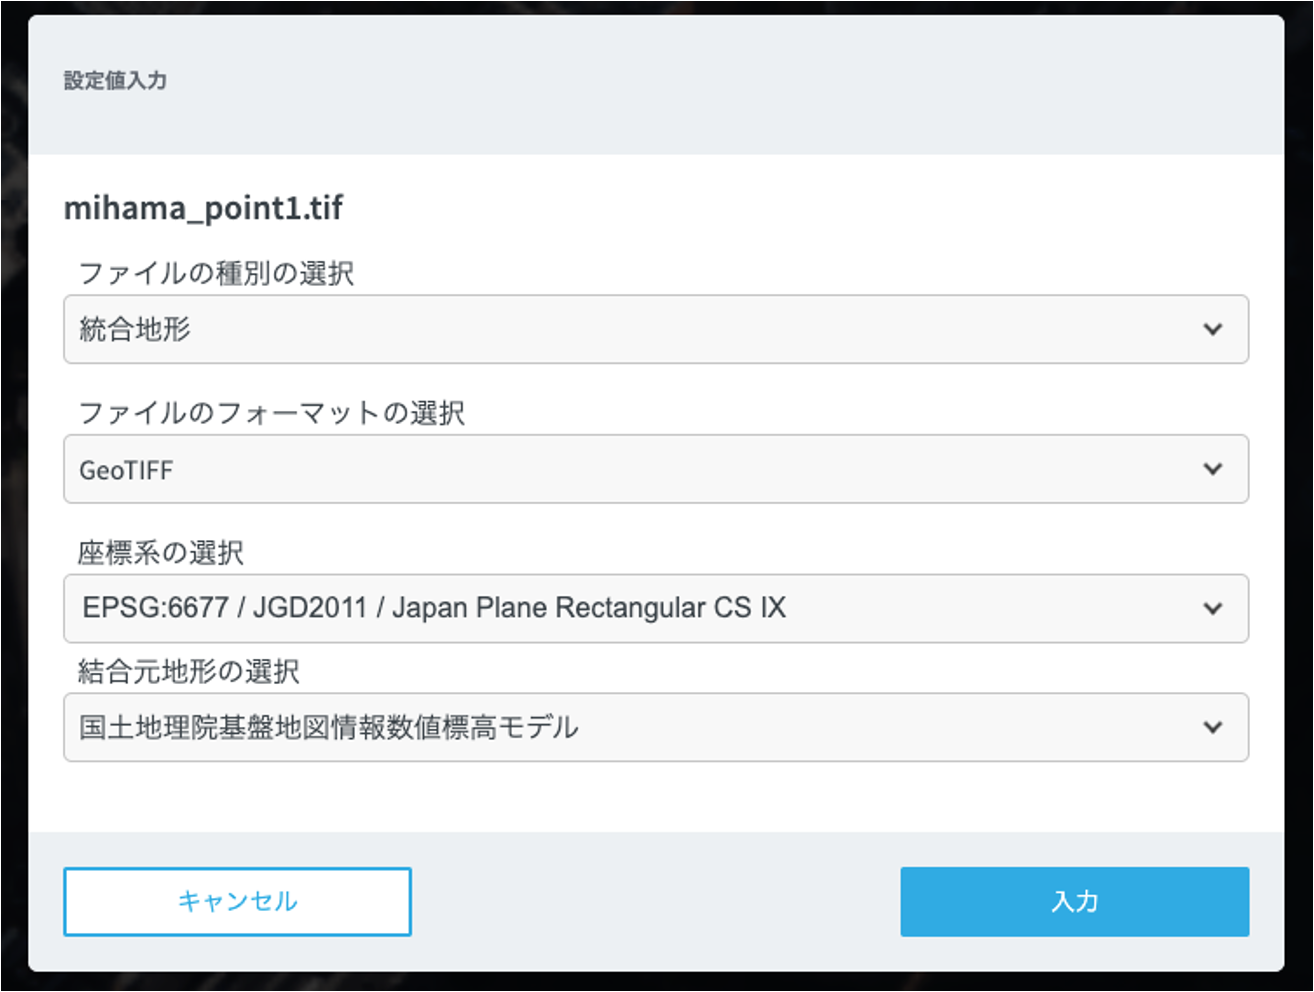 設定値入力
mihama_point1.tif
ファイルの種別の選択
統合地形
ファイルのフォーマットの選択
GeoTIFF
座標系の選択
EPSG:6677 / JGD2011 / Japan Plane Rectangular CS IX
結合元地形の選択
国土地理院基盤地図情報数値標高モデル
キャンセル
入力